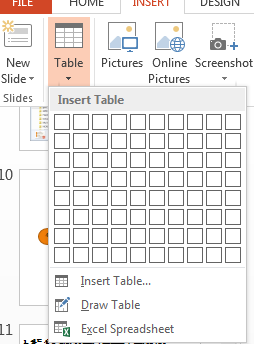 FILE HOME INSERT DESIGN
New Slide
Table
Pictures
Online Pictures
Screenshot
Slides
Insert Table
10
Insert Table...
Draw Table
Excel Spreadsheet
11